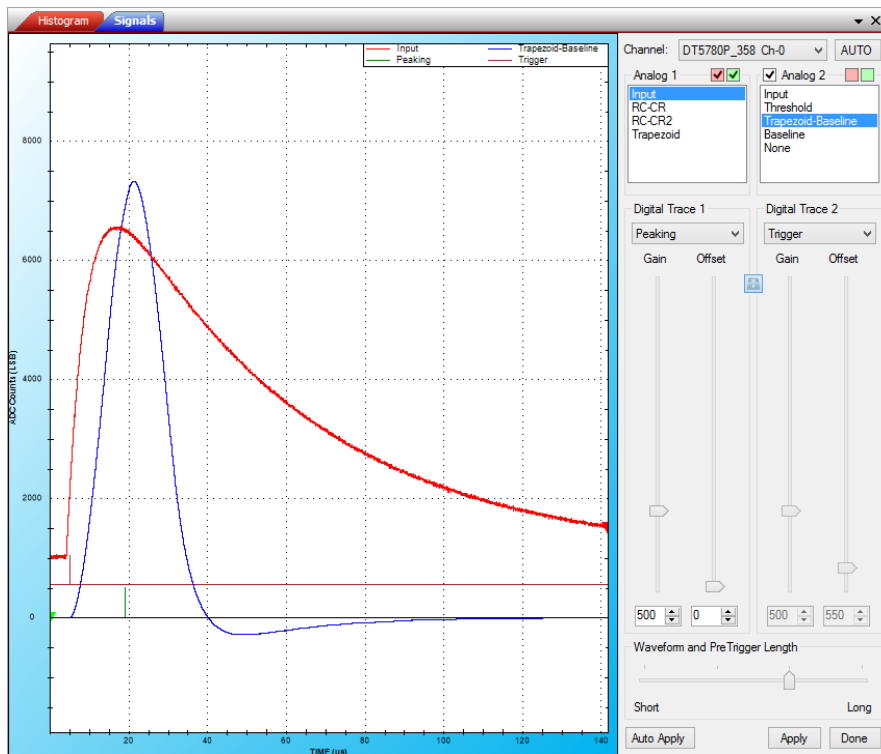 Histogram Signals
Input Trapezoid-Baseline
Peaking Trigger
8000
6000
4000
2000
0
ADC Counts (LSB)
20 40 60 80 100 120 140
TIME (us)
Channel: DT5780P_358 Ch-0 AUTO
Analog 1
Input
RC-CR
RC-CR2
Trapezoid
Analog 2
Input
Threshold
Trapezoid-Baseline
Baseline
None
Digital Trace 1
Peaking
Gain Offset
500 0
Digital Trace 2
Trigger
Gain Offset
500 550
Waveform and PreTrigger Length
Short Long
Auto Apply Apply Done